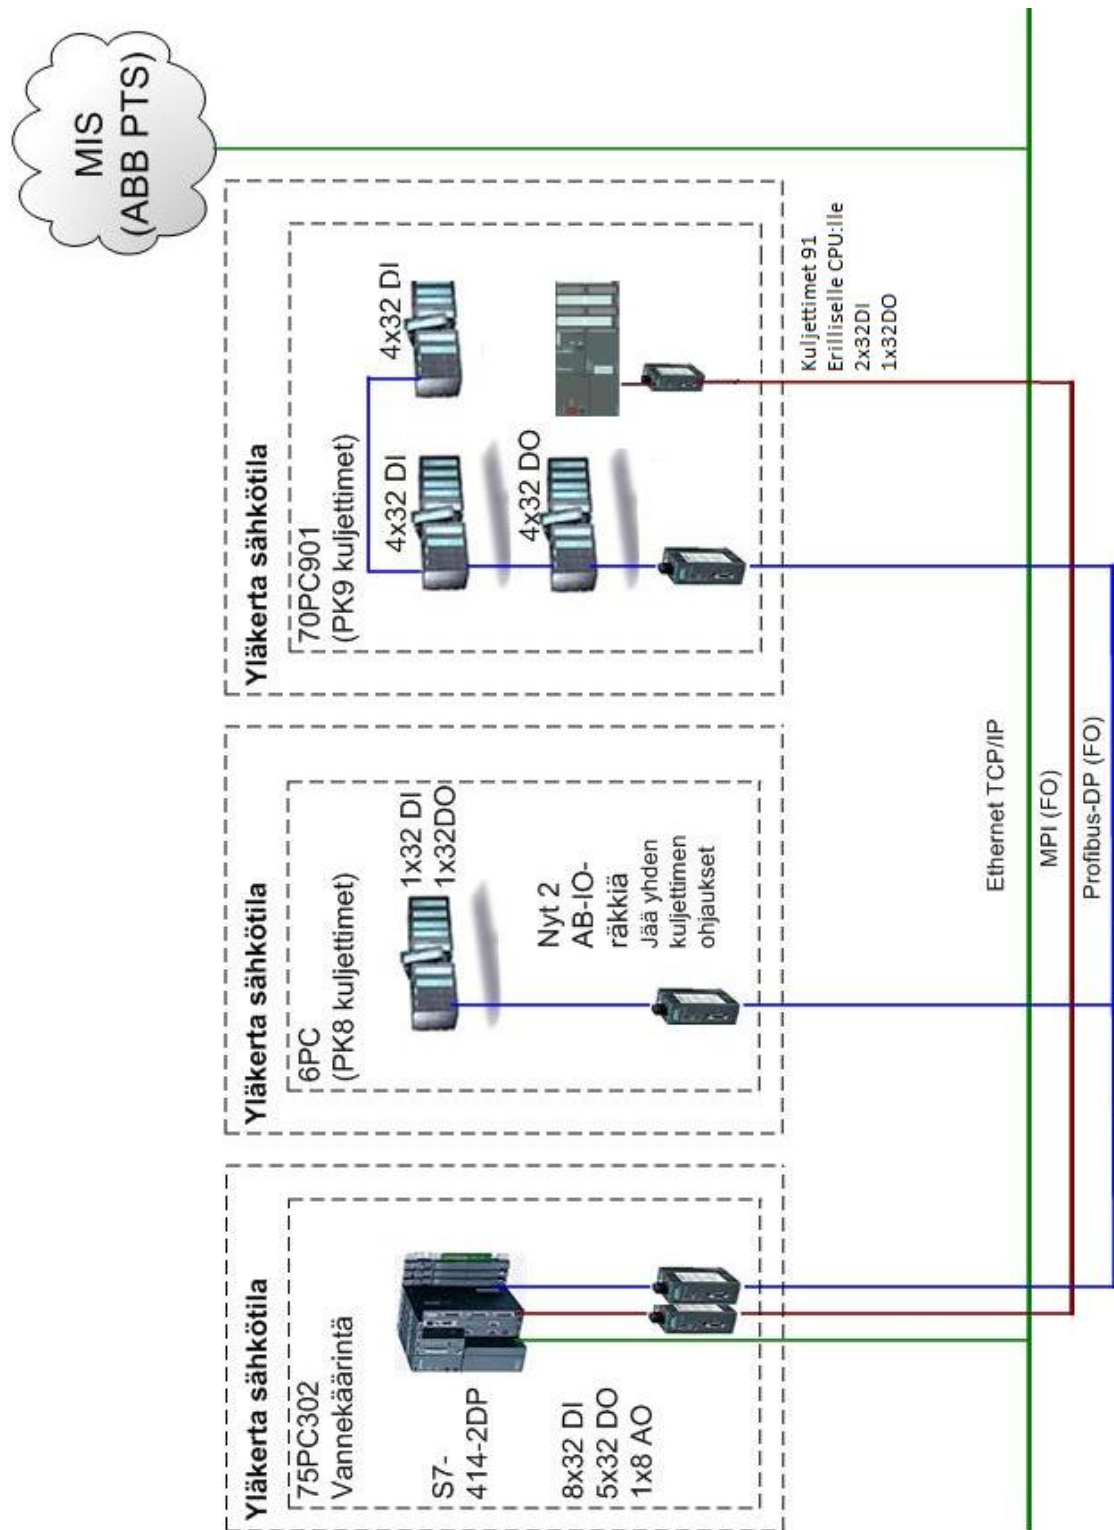 Yläkerta sähkötila
75PC302
Vannekäärintä
S7-
414-2DP
8x32 DI
5x32 DO
1x8 AO
Yläkerta sähkötila
6PC
(PK8 kuljettimet)
1x32 DI
1x32DO
Nyt 2
AB-IO-
räkkiä
Jää yhden
kuljettimen
ohjaukset
Yläkerta sähkötila
70PC901
(PK9 kuljettimet)
4x32 DI
4x32 DI
4x32 DO
Kuljettimet 91
Erilliselle CPU:lle
2x32DI
1x32DO
MIS
(ABB PTS)
Ethernet TCP/IP
MPI (FO)
Profibus-DP (FO)